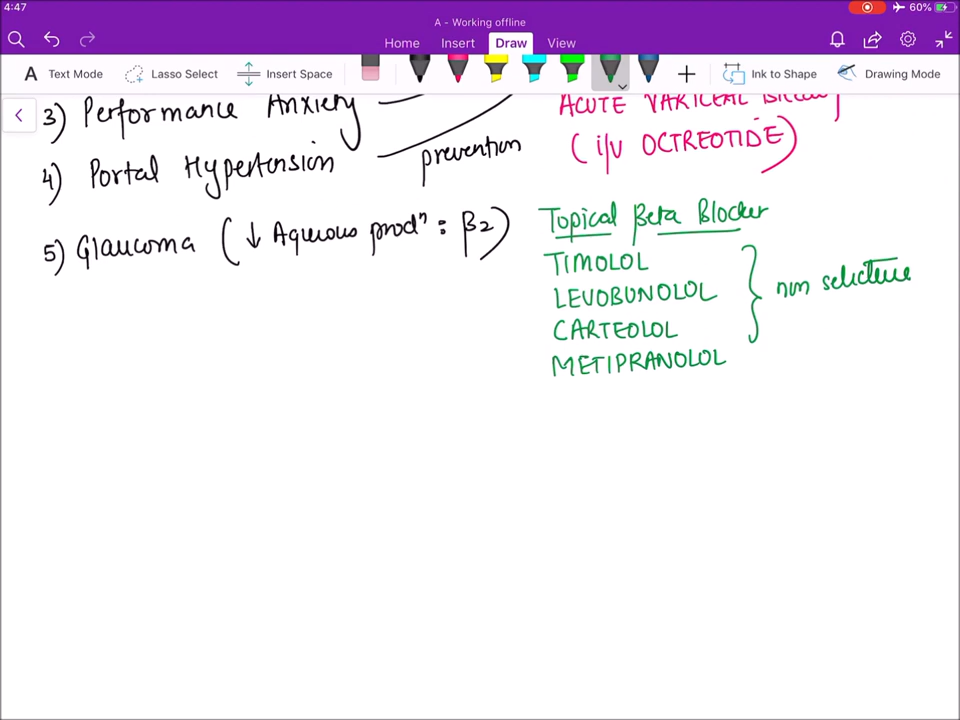 4:47
60%
A - Working offline
Home Insert Draw View
A Text Mode Lasso Select Insert Space Ink to Shape Drawing Mode
3) Performance Anxiety
ACUTE VARICEAL
4) Portal Hypertension
prevention
(i/v OCTREOTIDE)
5) Glaucoma (↓ Aqueous prodⁿ : β2)
Topical Beta Blocker
TIMOLOL
LEVOBUNOLOL
CARTEOLOL
METIPRANOLOL
} non selective